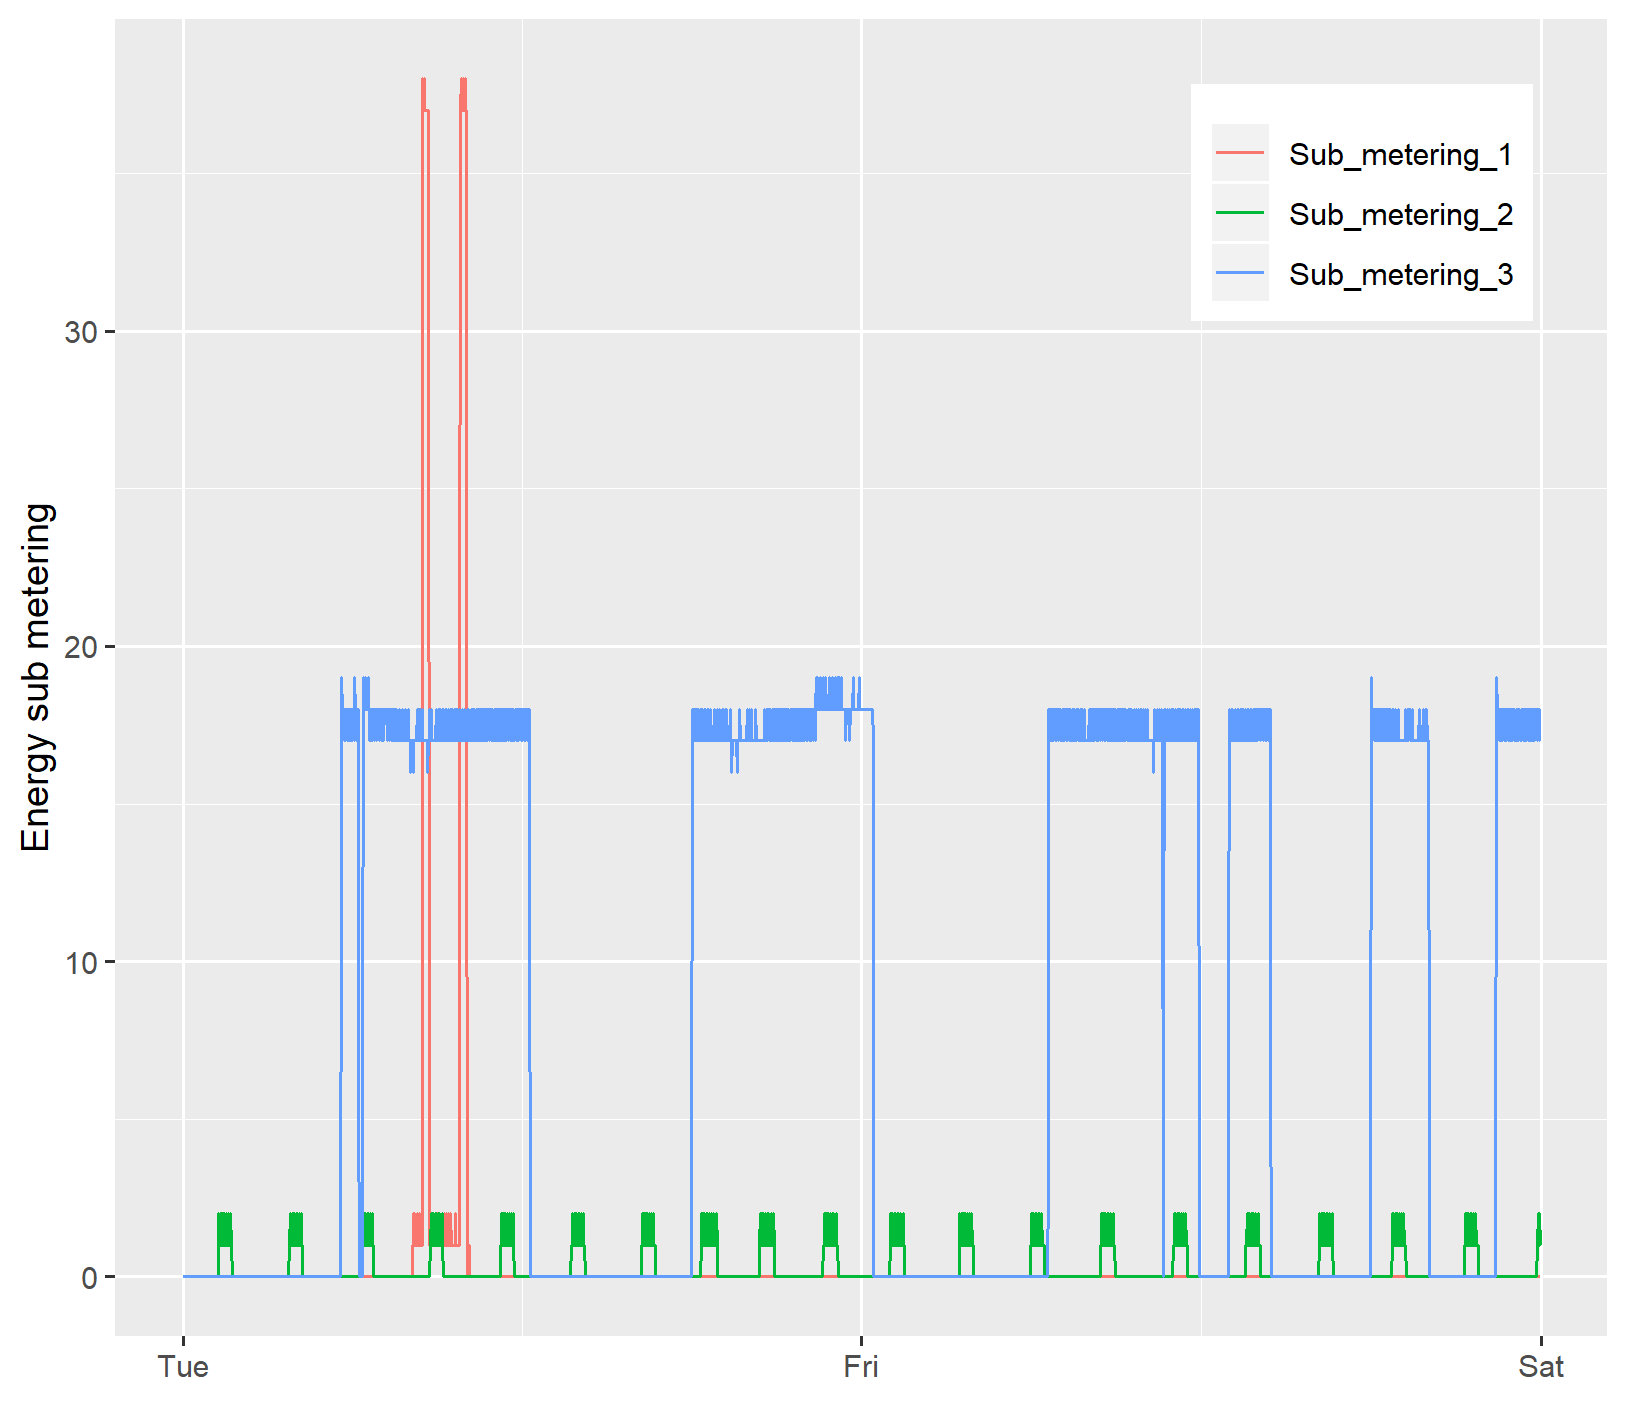 Sub_metering_1
Sub_metering_2
Sub_metering_3
Energy sub metering
30
20
10
0
Tue
Fri
Sat